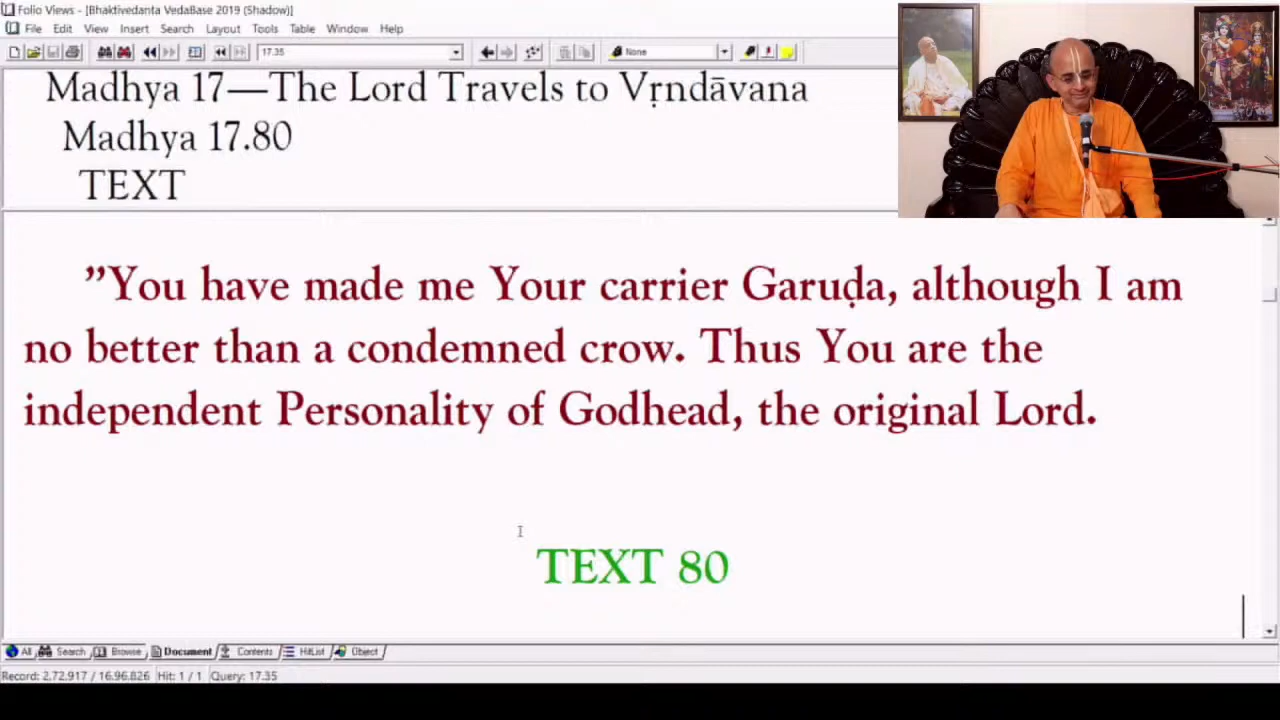 Folio Views - [Bhaktivedanta VedaBase 2019 (Shadow)]
File Edit View Insert Search Layout Tools Table Window Help
17.35 None
Madhya 17—The Lord Travels to Vṛndāvana
Madhya 17.80
TEXT
"You have made me Your carrier Garuḍa, although I am
no better than a condemned crow. Thus You are the
independent Personality of Godhead, the original Lord.
TEXT 80
All Search Browse Document Contents HitList Object
Record: 2,72,917 / 16,96,826 Hit: 1 / 1 Query: 17.35